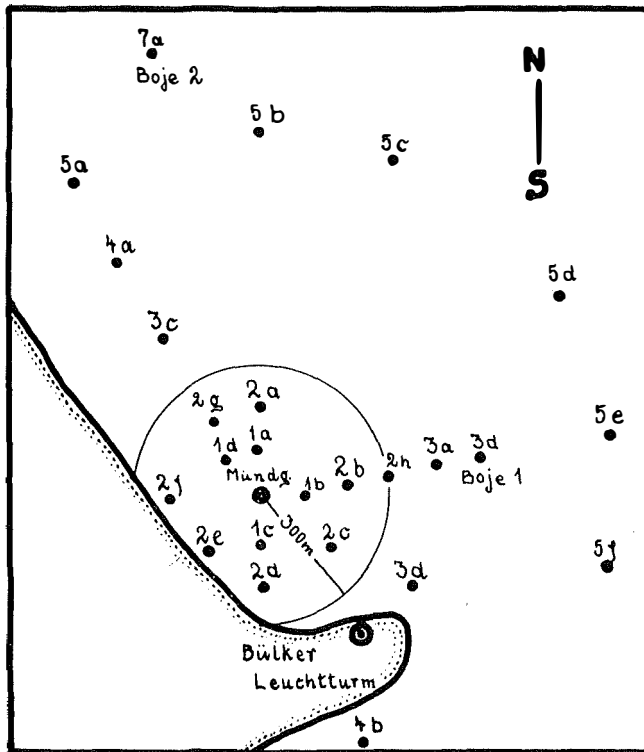 7a
Boje 2
N
5b
5c
5a
S
4a
5d
3c
2a
2g
5e
1a
3d
1d
3a
2h
2b
Boje 1
Mündg.
1b
2f
300m
1c
2c
2e
5f
2d
3d
Bülker
Leuchtturm
4b